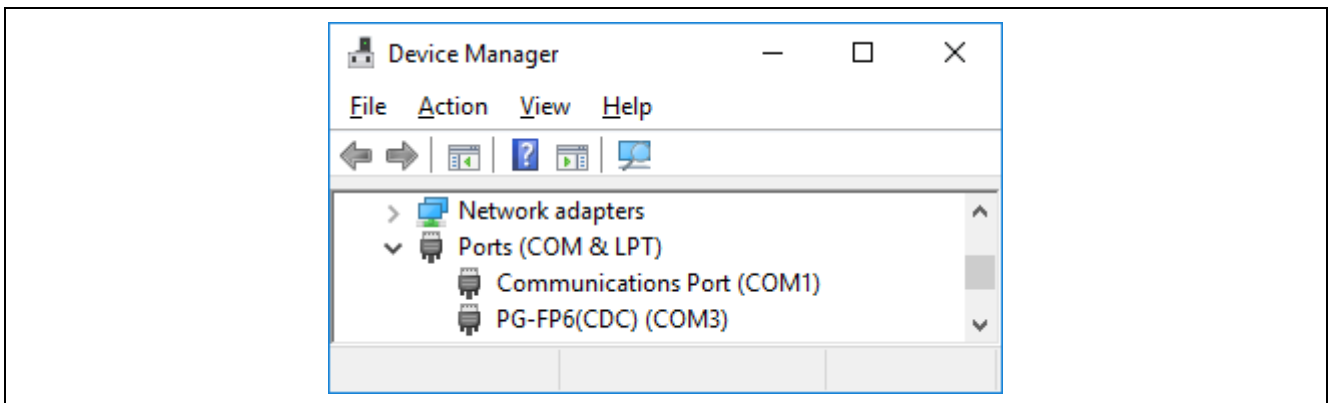 Device Manager
File Action View Help
Network adapters
Ports (COM & LPT)
Communications Port (COM1)
PG-FP6(CDC) (COM3)